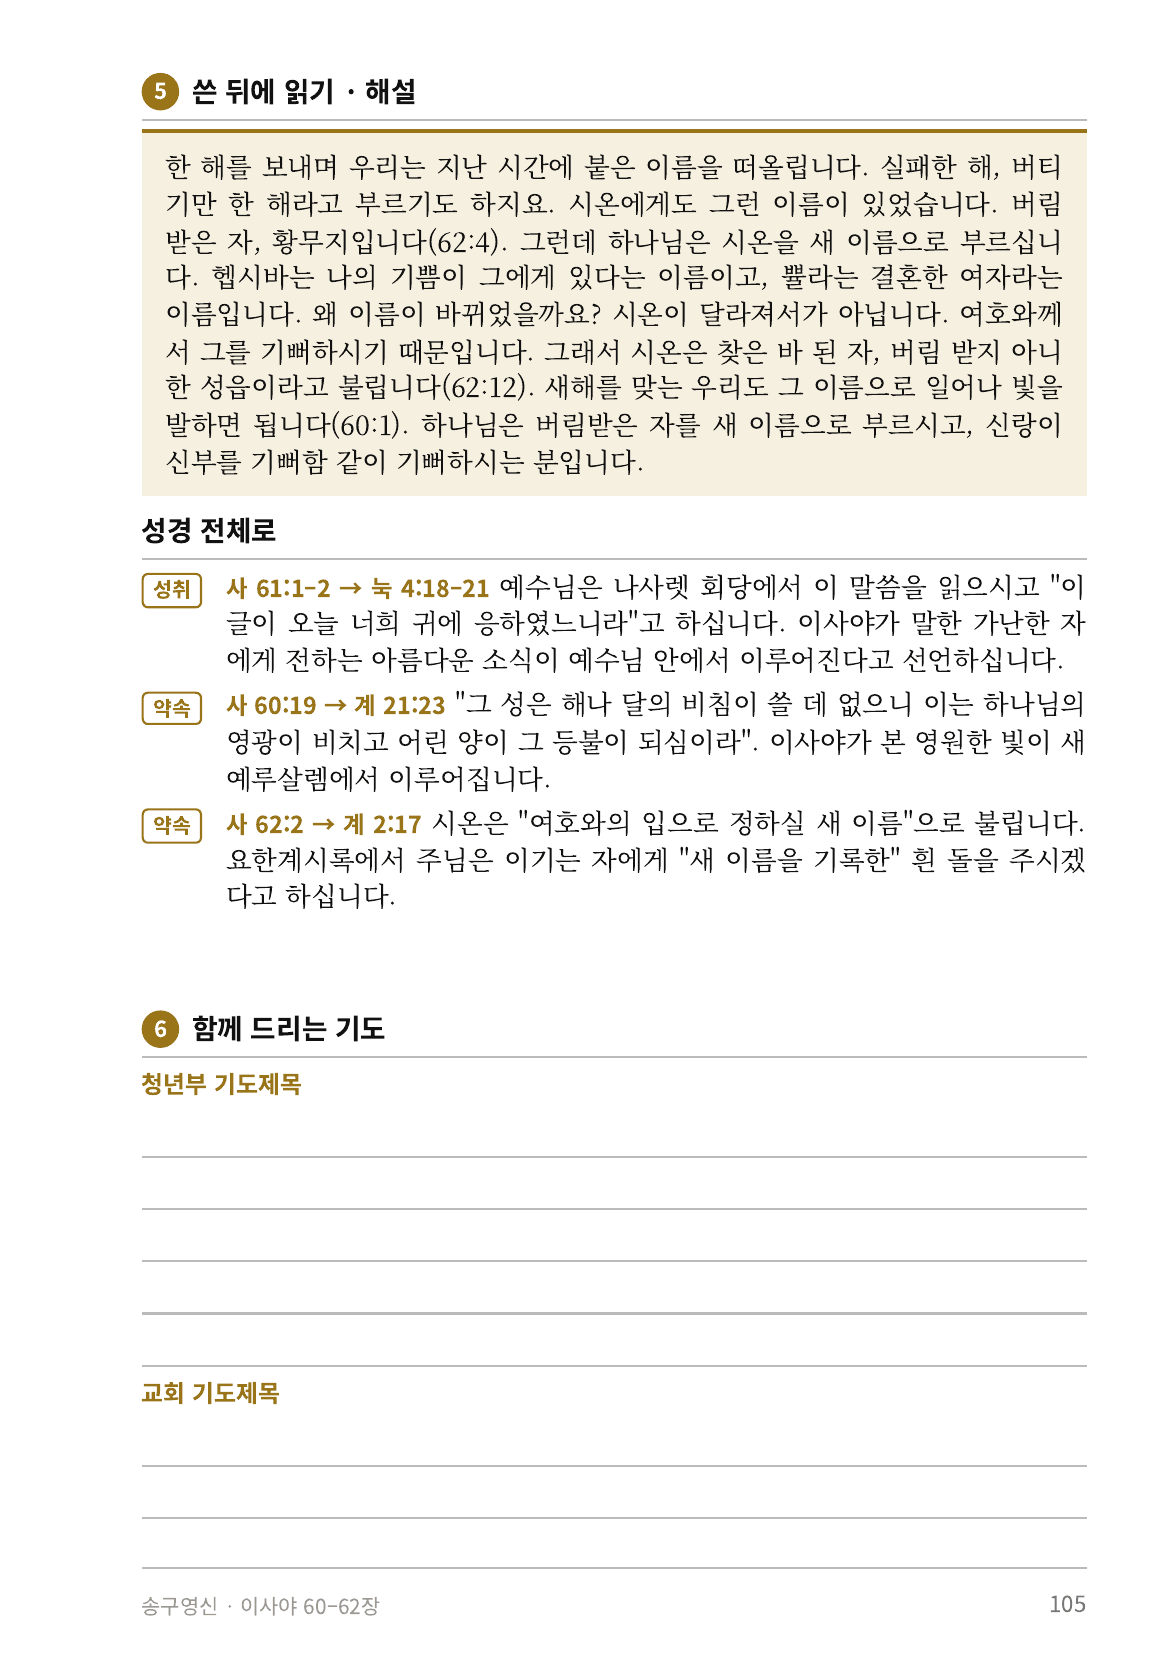 5 쓴 뒤에 읽기 · 해설
한 해를 보내며 우리는 지난 시간에 붙은 이름을 떠올립니다. 실패한 해, 버티
기만 한 해라고 부르기도 하지요. 시온에게도 그런 이름이 있었습니다. 버림
받은 자, 황무지입니다(62:4). 그런데 하나님은 시온을 새 이름으로 부르십니
다. 헵시바는 나의 기쁨이 그에게 있다는 이름이고, 쁄라는 결혼한 여자라는
이름입니다. 왜 이름이 바뀌었을까요? 시온이 달라져서가 아닙니다. 여호와께
서 그를 기뻐하시기 때문입니다. 그래서 시온은 찾은 바 된 자, 버림 받지 아니
한 성읍이라고 불립니다(62:12). 새해를 맞는 우리도 그 이름으로 일어나 빛을
발하면 됩니다(60:1). 하나님은 버림받은 자를 새 이름으로 부르시고, 신랑이
신부를 기뻐함 같이 기뻐하시는 분입니다.
성경 전체로
성취 사 61:1–2 → 눅 4:18–21 예수님은 나사렛 회당에서 이 말씀을 읽으시고 "이
글이 오늘 너희 귀에 응하였느니라"고 하십니다. 이사야가 말한 가난한 자
에게 전하는 아름다운 소식이 예수님 안에서 이루어진다고 선언하십니다.
약속 사 60:19 → 계 21:23 "그 성은 해나 달의 비침이 쓸 데 없으니 이는 하나님의
영광이 비치고 어린 양이 그 등불이 되심이라". 이사야가 본 영원한 빛이 새
예루살렘에서 이루어집니다.
약속 사 62:2 → 계 2:17 시온은 "여호와의 입으로 정하실 새 이름"으로 불립니다.
요한계시록에서 주님은 이기는 자에게 "새 이름을 기록한" 흰 돌을 주시겠
다고 하십니다.
6 함께 드리는 기도
청년부 기도제목
교회 기도제목
송구영신 · 이사야 60–62장
105